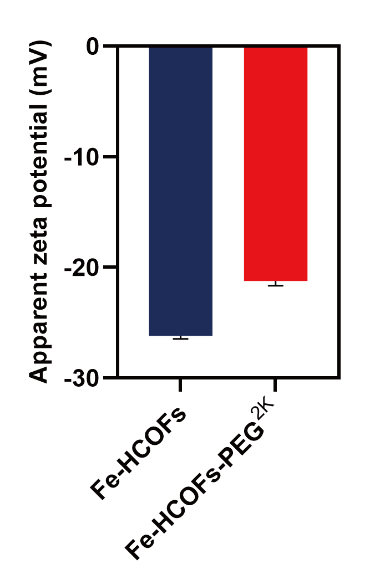 Apparent zeta potential (mV)
0
-10
-20
-30
Fe-HCOFs
Fe-HCOFs-PEG²ᴷ